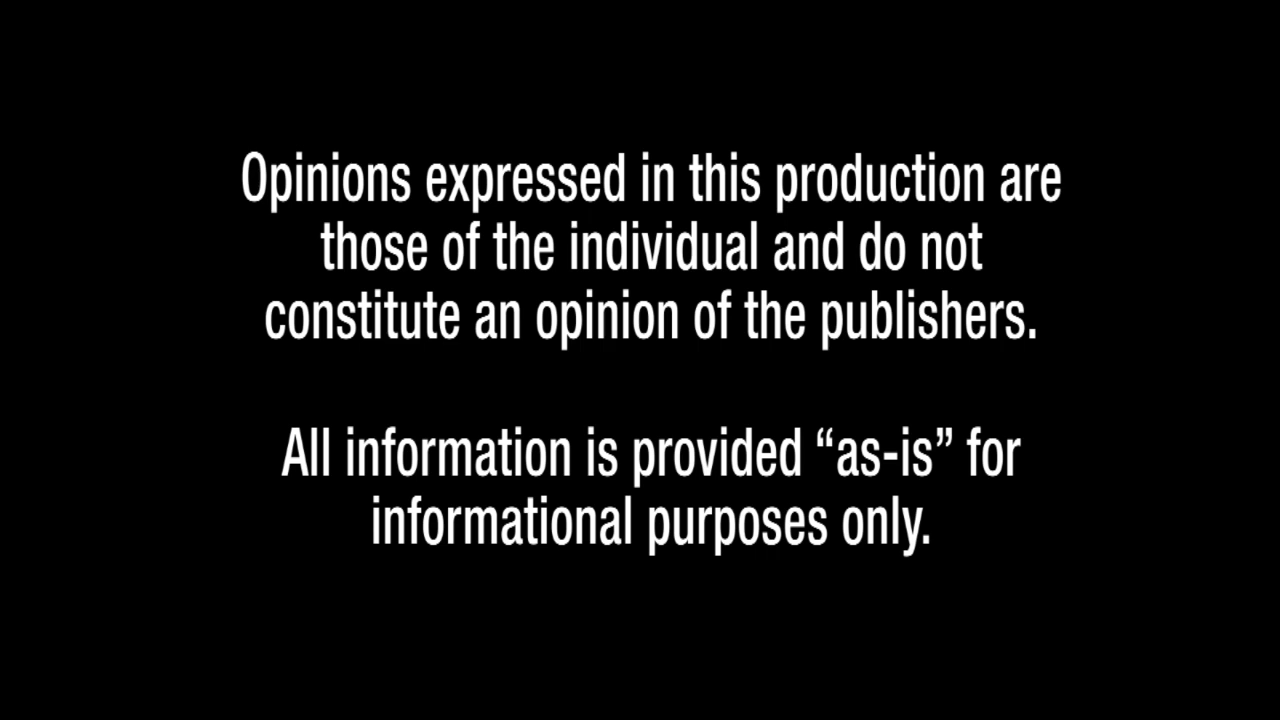 Opinions expressed in this production are
those of the individual and do not
constitute an opinion of the publishers.
All information is provided “as-is” for
informational purposes only.